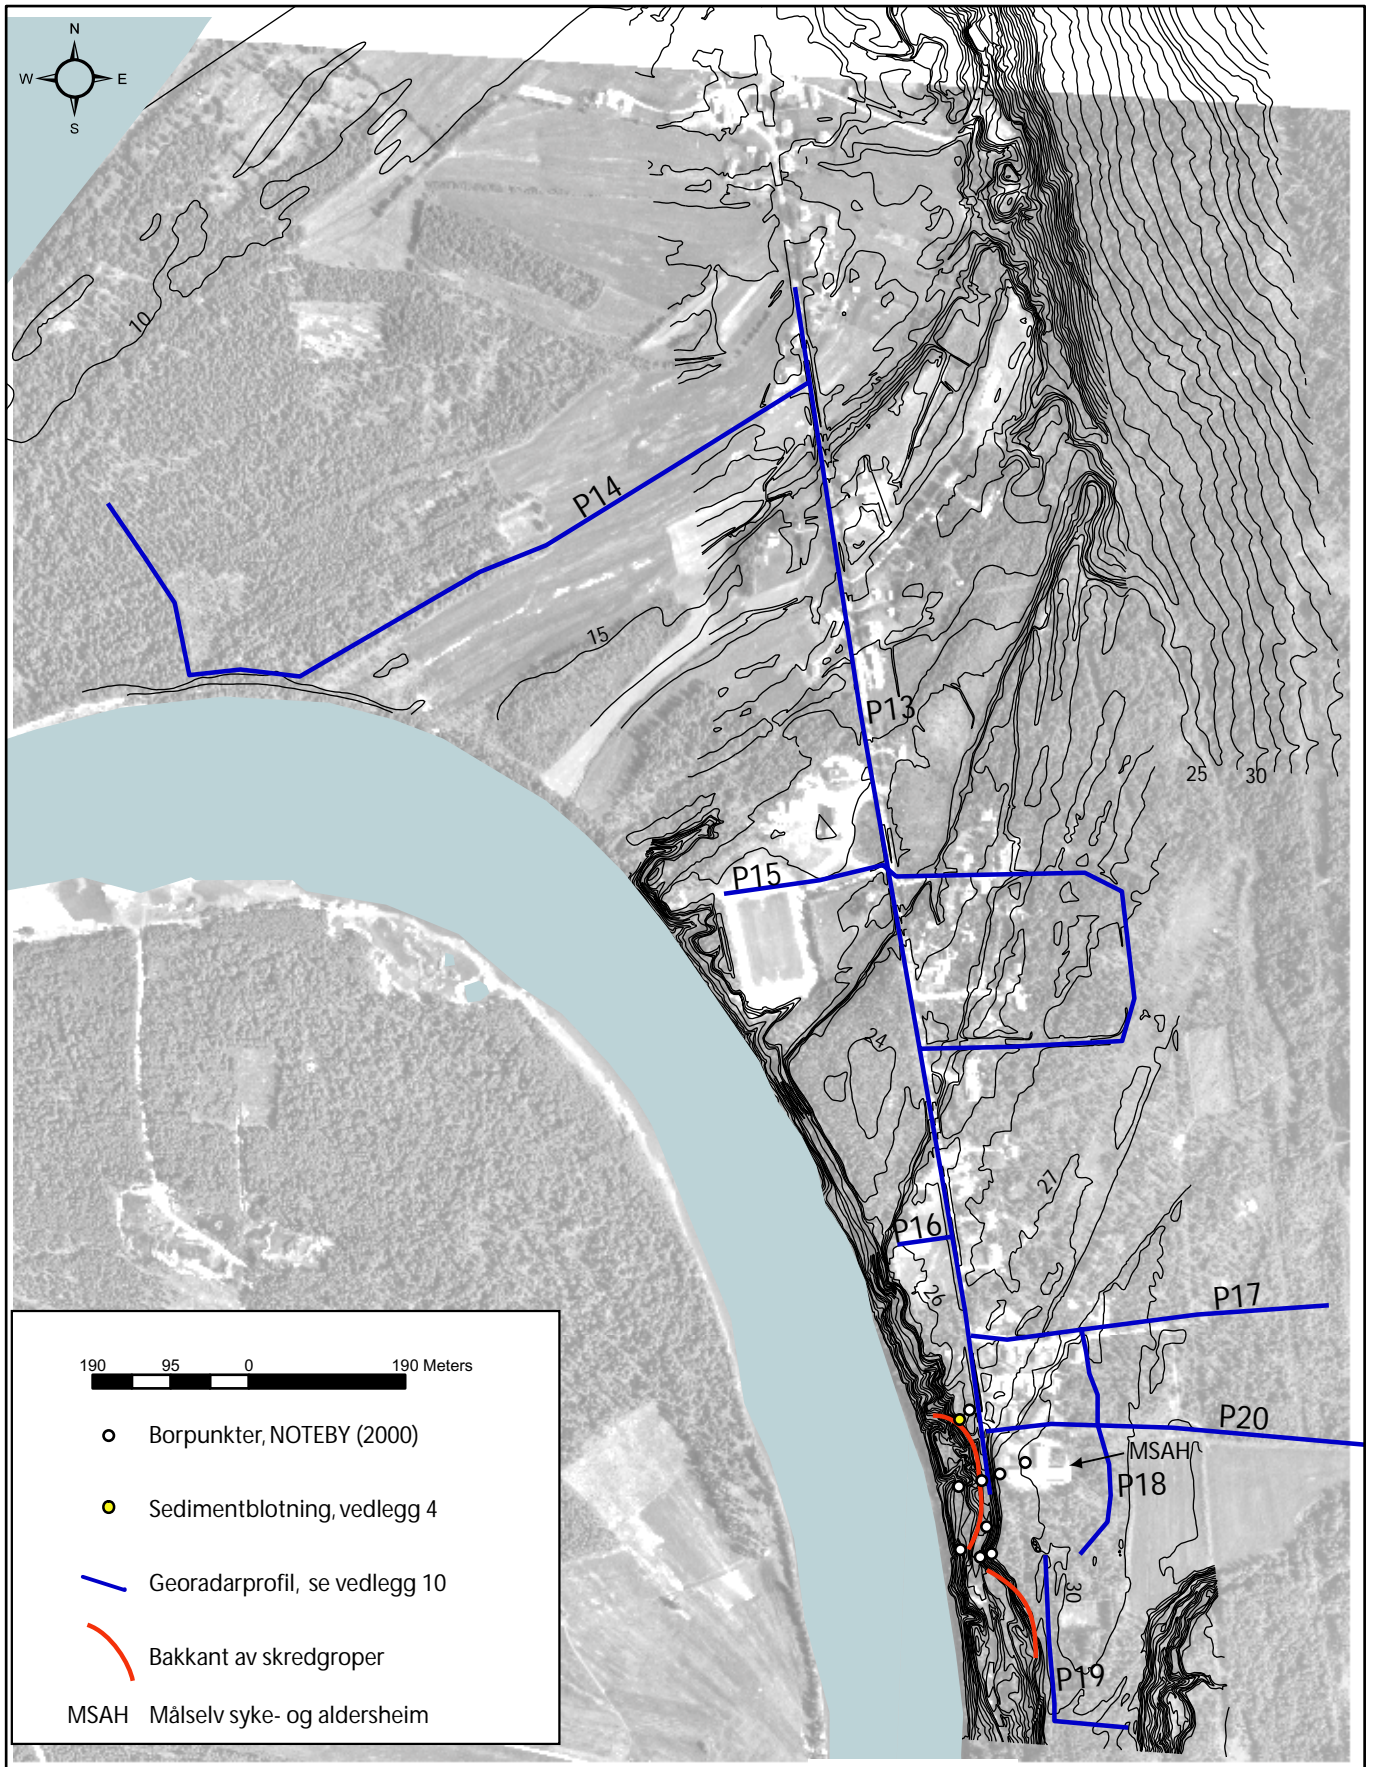 N
W E
S
10
P14
15
P13
25 30
P15
24
27
P16
26
P17
P20
MSAH
P18
30
P19
190 95 0 190 Meters
Borpunkter, NOTEBY (2000)
Sedimentblotning, vedlegg 4
Georadarprofil, se vedlegg 10
Bakkant av skredgroper
MSAH Målselv syke- og aldersheim